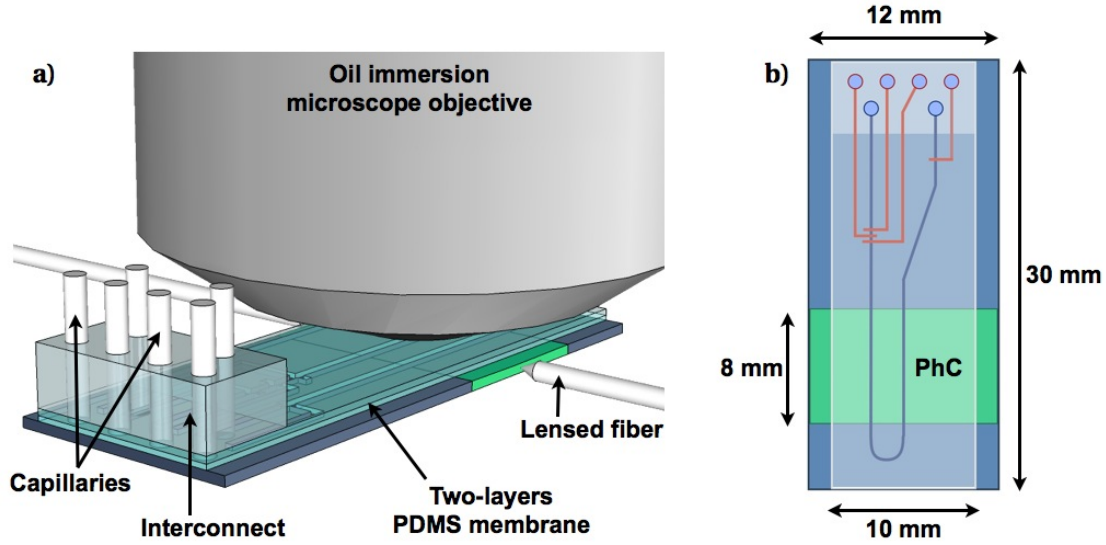 a)
Oil immersion
microscope objective
Lensed fiber
Capillaries
Interconnect
Two-layers
PDMS membrane
b)
12 mm
30 mm
8 mm
PhC
10 mm